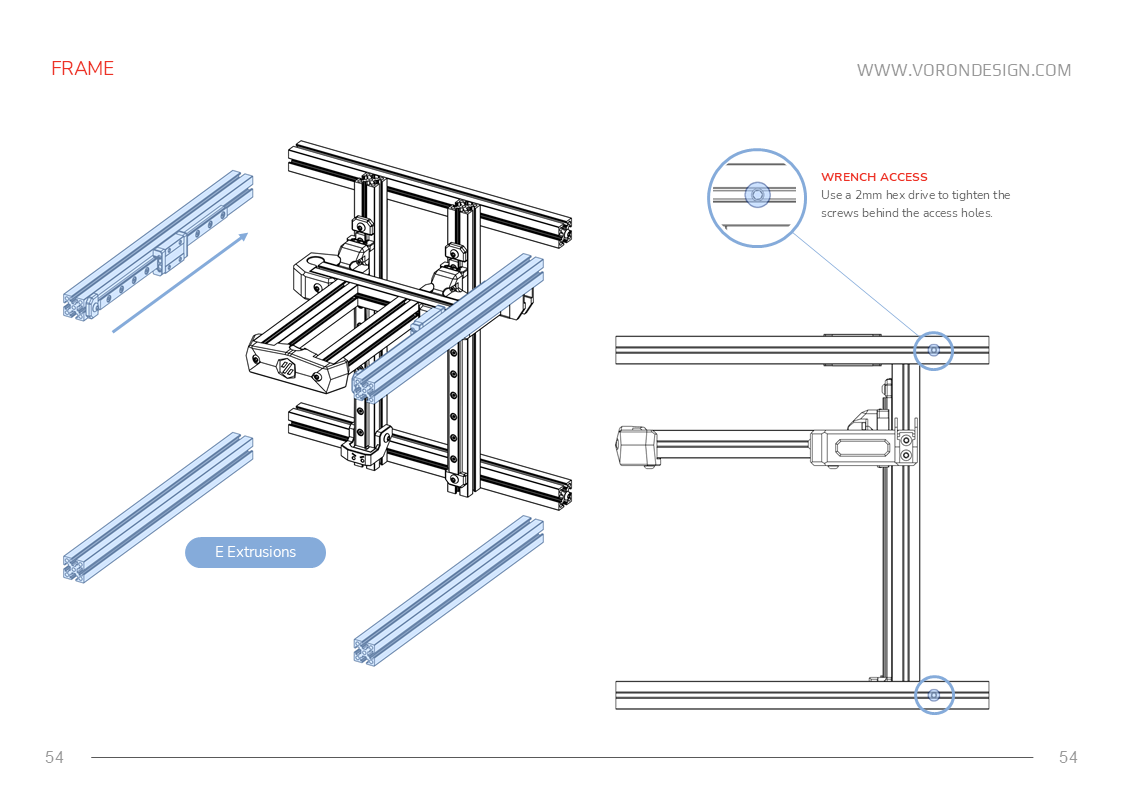 FRAME
WWW.VORONDESIGN.COM
WRENCH ACCESS
Use a 2mm hex drive to tighten the
screws behind the access holes.
E Extrusions
54
54